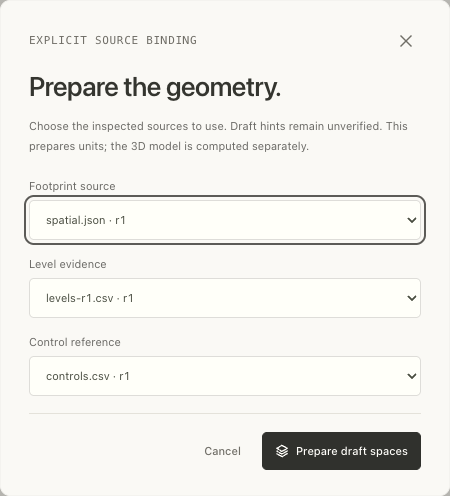 EXPLICIT SOURCE BINDING
Prepare the geometry.
Choose the inspected sources to use. Draft hints remain unverified. This
prepares units; the 3D model is computed separately.
Footprint source
spatial.json · r1
Level evidence
levels-r1.csv · r1
Control reference
controls.csv · r1
Cancel
Prepare draft spaces